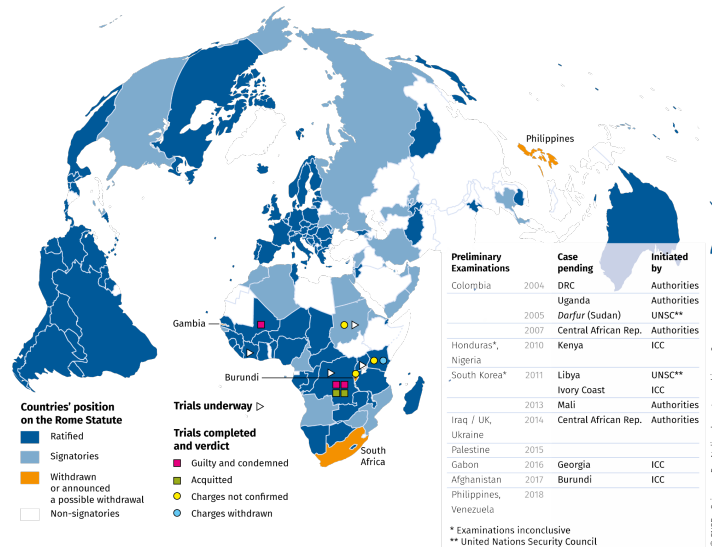 Philippines
Gambia
Burundi
South
Africa
Countries' position
on the Rome Statute
Ratified
Signatories
Withdrawn
or announced
a possible withdrawal
Non-signatories
Trials underway
Trials completed
and verdict
Guilty and condemned
Acquitted
Charges not confirmed
Charges withdrawn
Preliminary Examinations Case pending Initiated by
Colombia 2004 DRC Authorities
Uganda Authorities
2005 Darfur (Sudan) UNSC**
2007 Central African Rep. Authorities
Honduras*, 2010 Kenya ICC
Nigeria
South Korea* 2011 Libya UNSC**
Ivory Coast ICC
2013 Mali Authorities
Iraq / UK, 2014 Central African Rep. Authorities
Ukraine
Palestine 2015
Gabon 2016 Georgia ICC
Afghanistan 2017 Burundi ICC
Philippines, 2018
Venezuela
* Examinations inconclusive
** United Nations Security Council